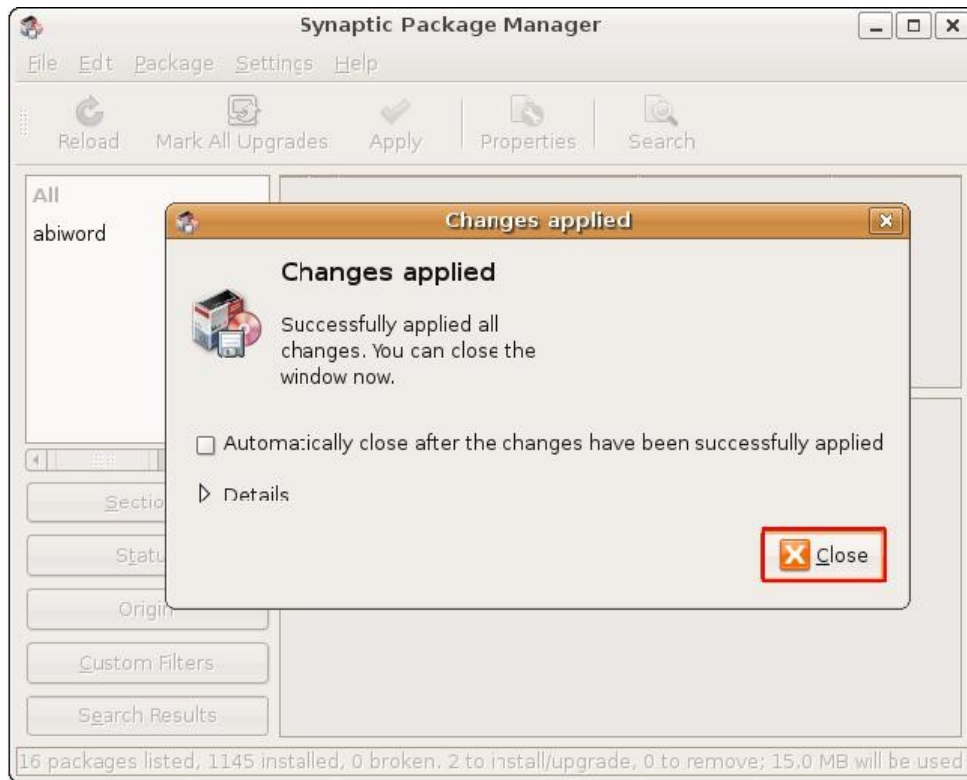 Synaptic Package Manager
File Edit Package Settings Help
Reload Mark All Upgrades Apply Properties Search
All
abiword
Changes applied
Changes applied
Successfully applied all
changes. You can close the
window now.
Automatically close after the changes have been successfully applied
Details
Close
Sectio
Statu
Origin
Custom Filters
Search Results
16 packages listed, 1145 installed, 0 broken. 2 to install/upgrade, 0 to remove; 15.0 MB will be used